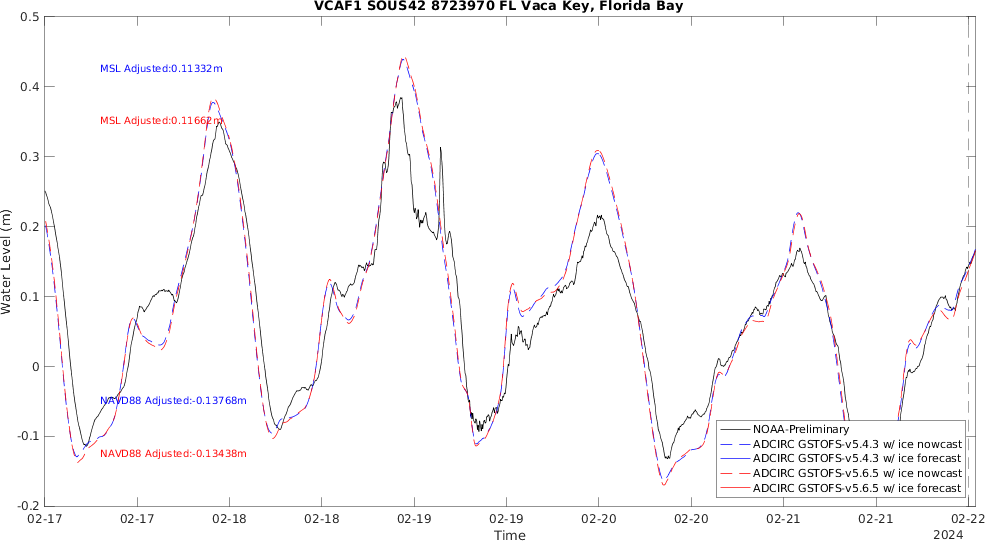 VCAF1 SOUS42 8723970 FL Vaca Key, Florida Bay
0.5
0.4
0.3
0.2
0.1
0
-0.1
-0.2
Water Level (m)
MSL Adjusted:0.11332m
MSL Adjusted:0.11662m
NAVD88 Adjusted:-0.13768m
NAVD88 Adjusted:-0.13438m
NOAA-Preliminary
ADCIRC GSTOFS-v5.4.3 w/ ice nowcast
ADCIRC GSTOFS-v5.4.3 w/ ice forecast
ADCIRC GSTOFS-v5.6.5 w/ ice nowcast
ADCIRC GSTOFS-v5.6.5 w/ ice forecast
02-17 02-17 02-18 02-18 02-19 02-19 02-20 02-20 02-21 02-21 02-22
Time
2024